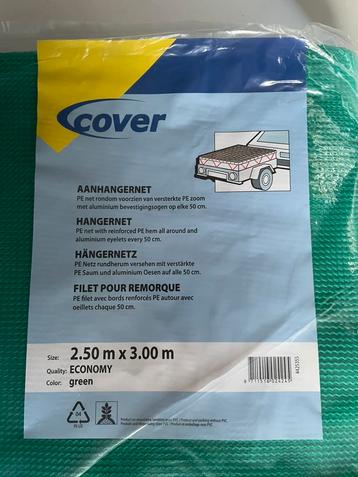 cover
AANHANGERNET
PE net rondom voorzien van versterkte PE zoom
met aluminium bevestigingsogen op elke 50 cm.
HANGERNET
PE net with reinforced PE hem all around and
aluminium eyelets every 50 cm.
HÄNGERNETZ
PE Netz rundherum versehen mit verstärkte
PE Saum und aluminium Oesen auf alle 50 cm.
FILET POUR REMORQUE
PE filet avec bords renforcés PE autour avec
oeillets chaque 50 cm.
Size: 2.50 m x 3.00 m
Quality: ECONOMY
Color: green
04
PE-LD